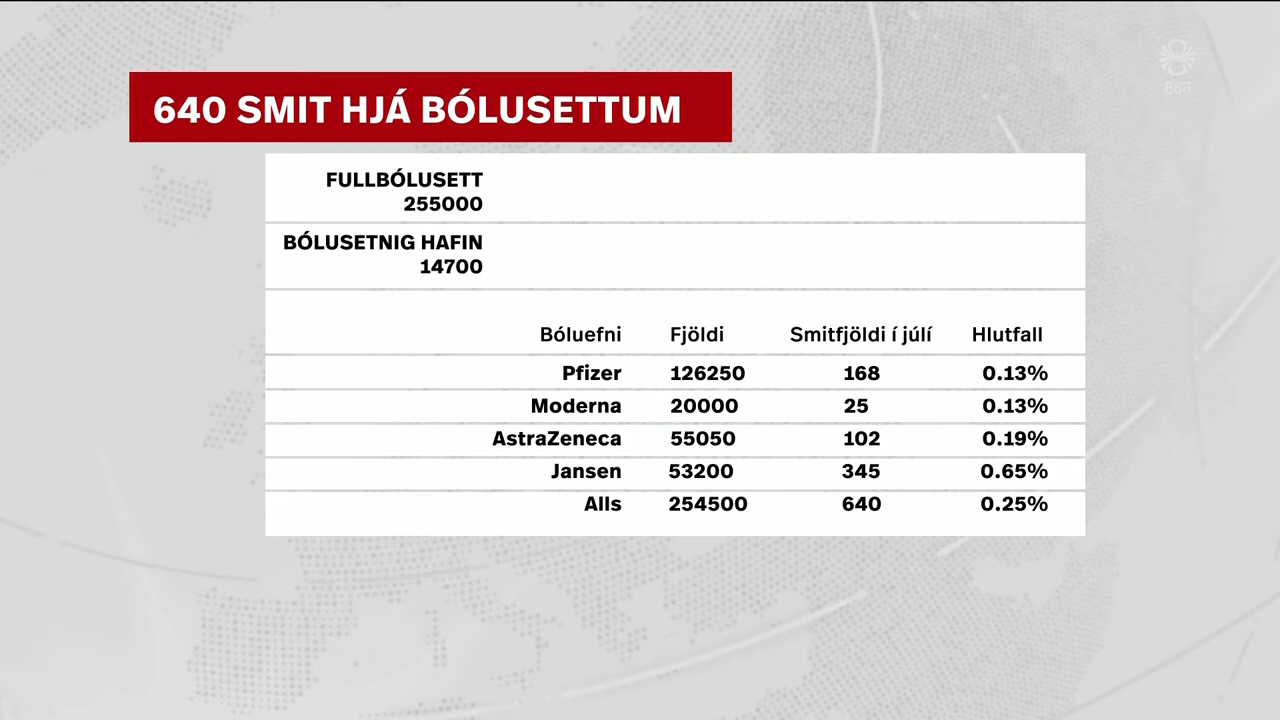 640 SMIT HJÁ BÓLUSETTUM
888
FULLBÓLUSETT
255000
BÓLUSETNIG HAFIN
14700
Bóluefni Fjöldi Smitfjöldi í júlí Hlutfall
Pfizer 126250 168 0.13%
Moderna 20000 25 0.13%
AstraZeneca 55050 102 0.19%
Jansen 53200 345 0.65%
Alls 254500 640 0.25%